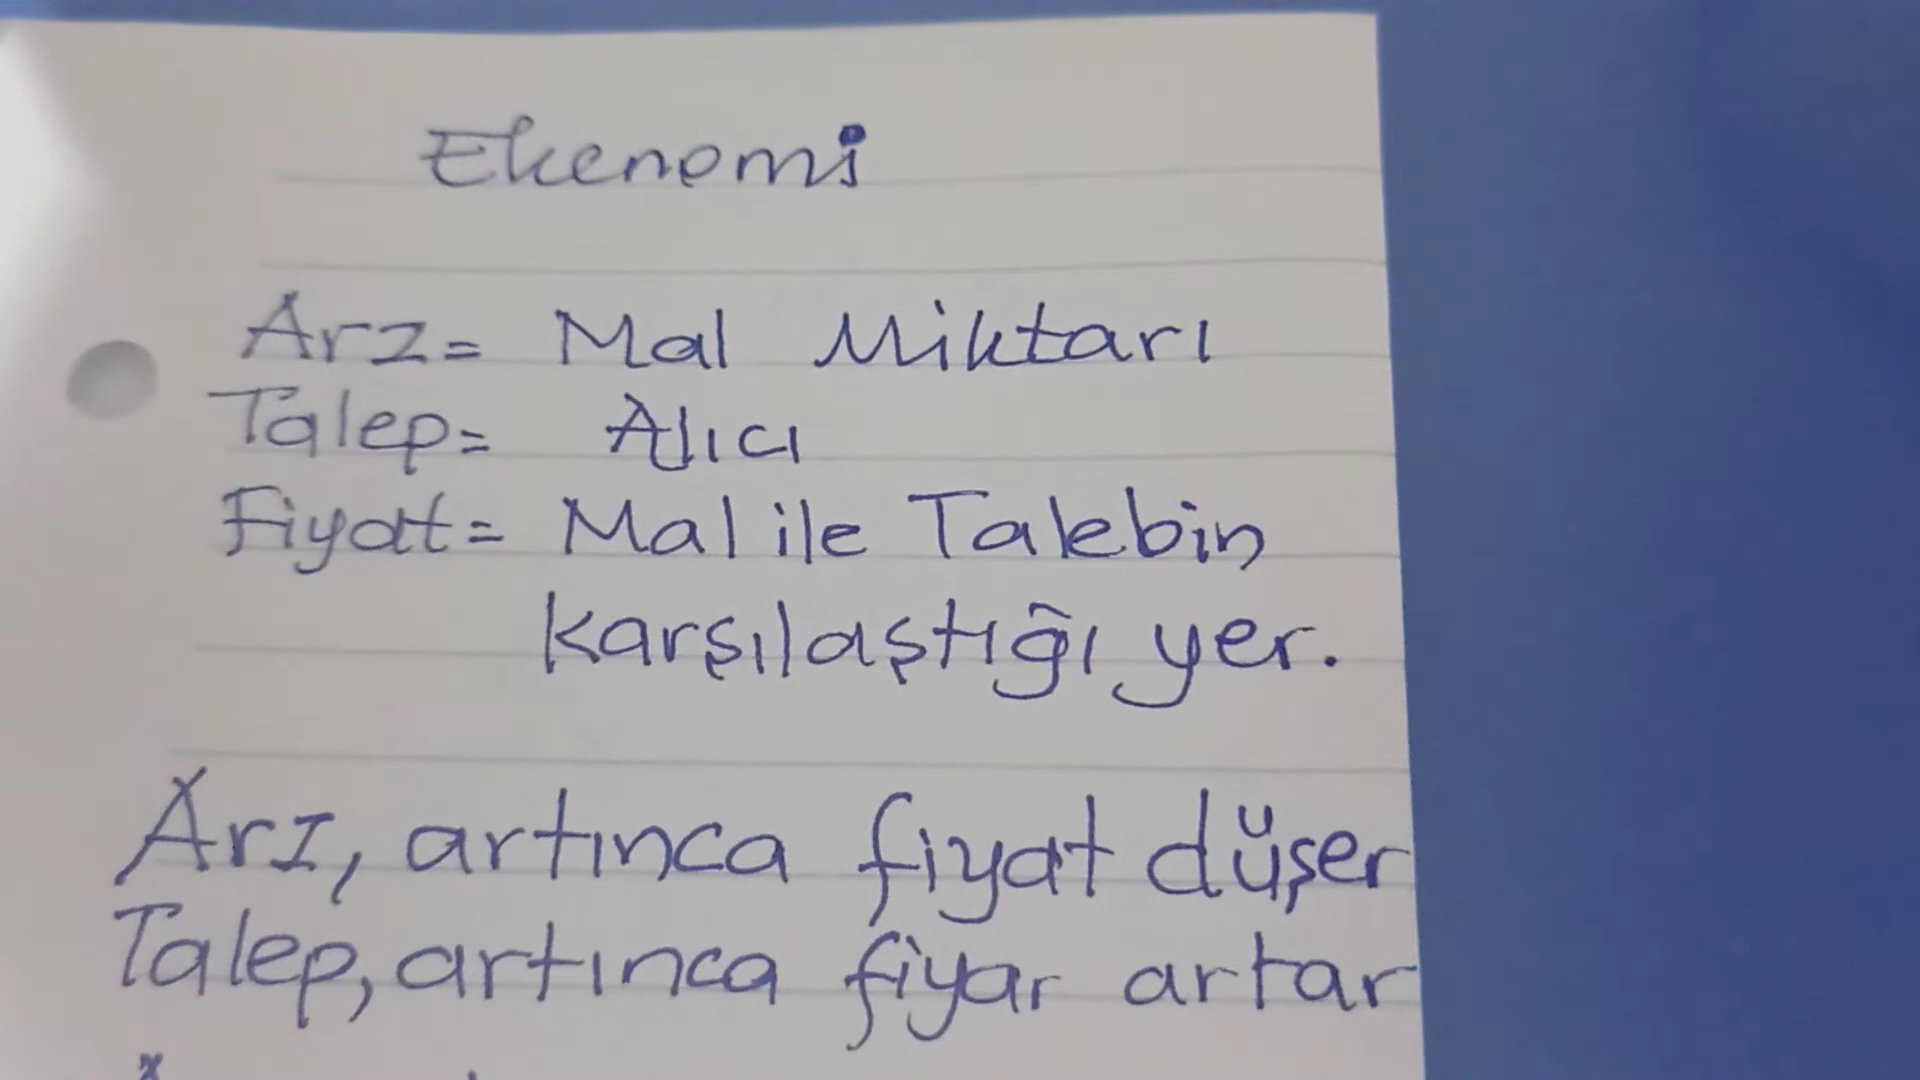 Ekenomi
Arz= Mal Miktarı
Talep= Alıcı
Fiyat= Mal ile Talebin
karşılaştığı yer.
Arz, artınca fiyat düşer
Talep, artınca fiyar artar